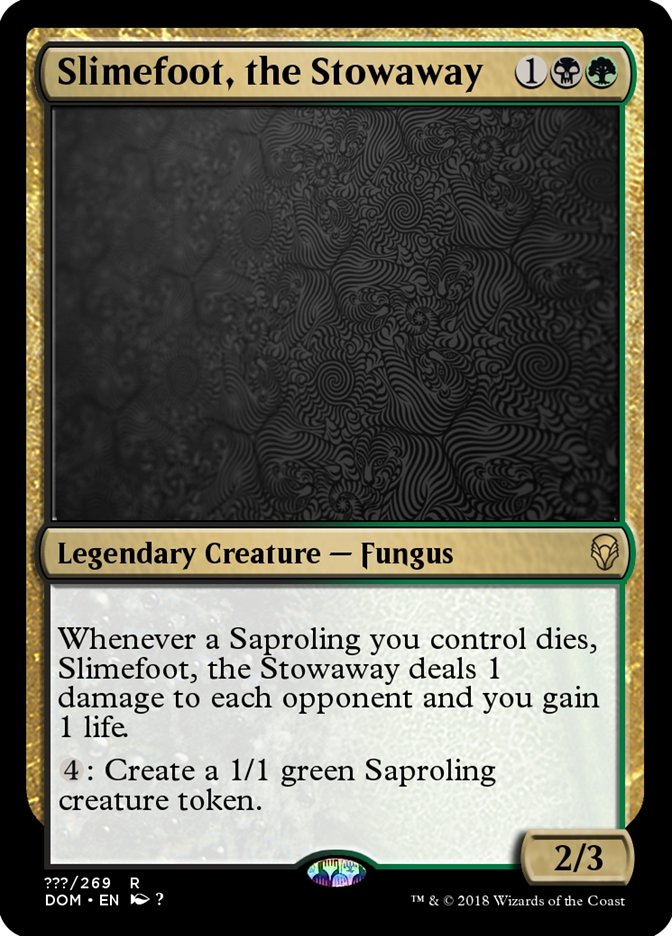 Slimefoot, the Stowaway 1
Legendary Creature — Fungus
Whenever a Saproling you control dies,
Slimefoot, the Stowaway deals 1
damage to each opponent and you gain
1 life.
4: Create a 1/1 green Saproling
creature token.
2/3
???/269 R
DOM • EN ?
™ & © 2018 Wizards of the Coast